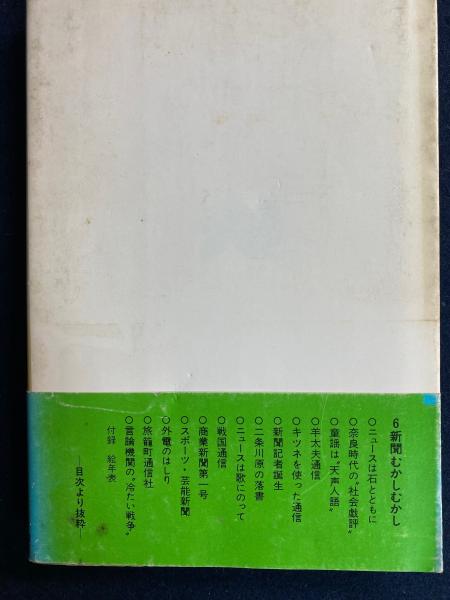 6 新聞むかしむかし
○ニュースは石とともに
○奈良時代の“社会戯評”
○童謡は“天声人語”
○羊太夫通信
○キツネを使った通信
○新聞記者誕生
○二条川原の落書
○ニュースは歌にのって
○戦国通信
○商業新聞第一号
○スポーツ・芸能新聞
○外電のはしり
○旅籠町通信社
○言論機関の“冷たい戦争”
付録 絵年表
―目次より抜粋―